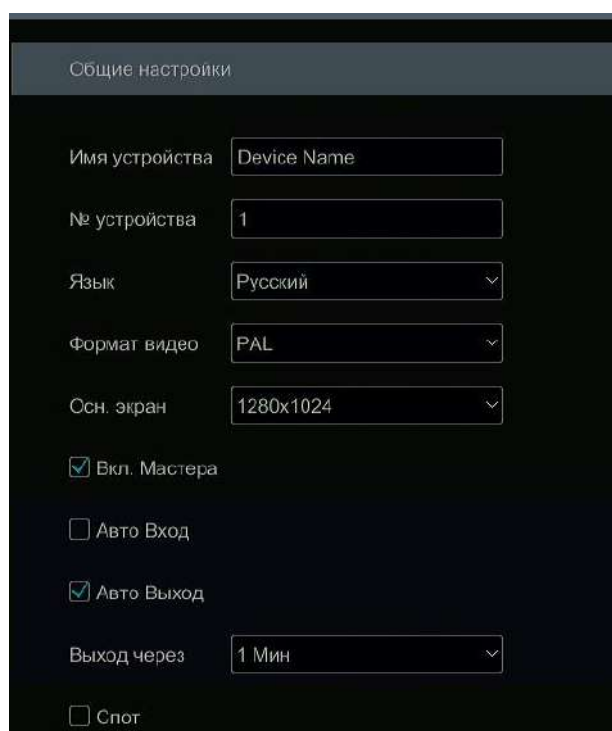 Общие настройки
Имя устройства Device Name
№ устройства 1
Язык Русский
Формат видео PAL
Осн. экран 1280x1024
Вкл. Мастера
Авто Вход
Авто Выход
Выход через 1 Мин
Спот